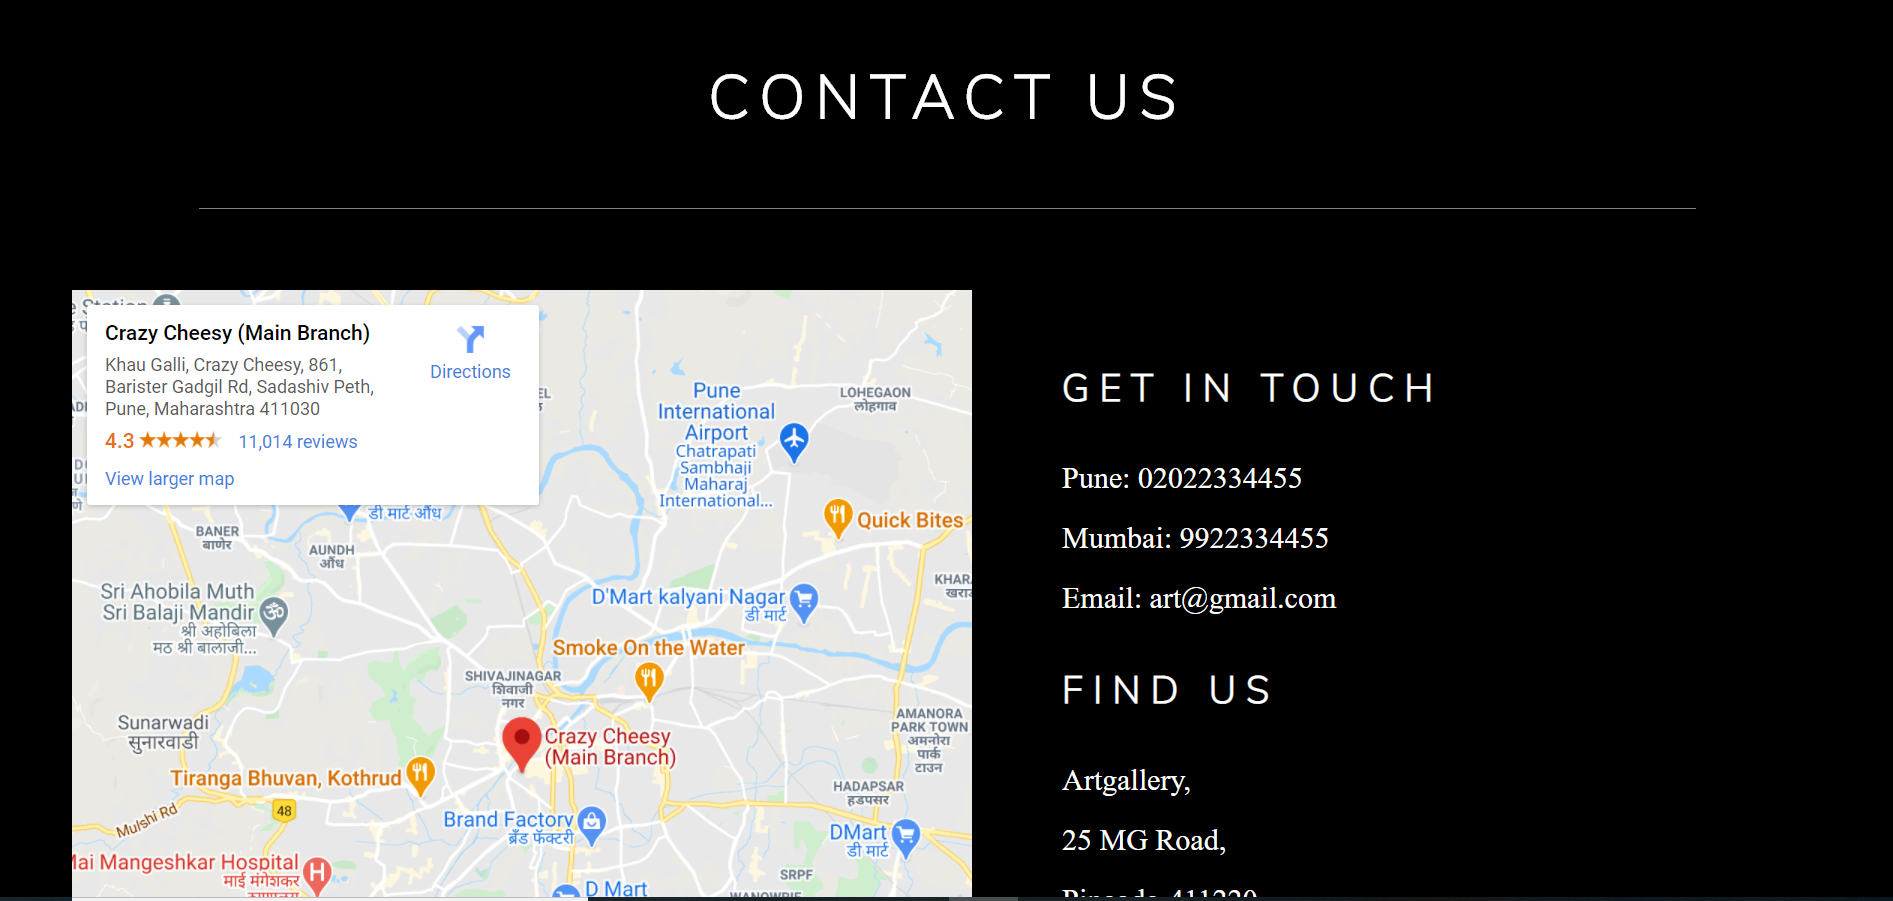 CONTACT US
Station
Crazy Cheesy (Main Branch)
Directions
Khau Galli, Crazy Cheesy, 861,
Barister Gadgil Rd, Sadashiv Peth,
Pune, Maharashtra 411030
4.3
11,014 reviews
View larger map
डी मार्ट औंध
BANER
बाणेर
AUNDH
औंध
Pune
International
Airport
Chatrapati
Sambhaji
Maharaj
International...
LOHEGAON
लोहगाव
Quick Bites
Sri Ahobila Muth
Sri Balaji Mandir
श्री अहोबिला
मठ श्री बालाजी...
D'Mart kalyani Nagar
डी मार्ट
Smoke On the Water
SHIVAJINAGAR
शिवाजी
नगर
Sunarwadi
सुनारवाडी
Crazy Cheesy
(Main Branch)
AMANORA
PARK TOWN
अमनोरा
पार्क
टाउन
Tiranga Bhuvan, Kothrud
48
Mulshi Rd
HADAPSAR
हडपसर
Brand Factory
ब्रँड फॅक्टरी
DMart
डी मार्ट
Mai Mangeshkar Hospital
माई मंगेशकर
SRPF
D Mart
GET IN TOUCH
Pune: 02022334455
Mumbai: 9922334455
Email: art@gmail.com
FIND US
Artgallery,
25 MG Road,
Pincode 411220